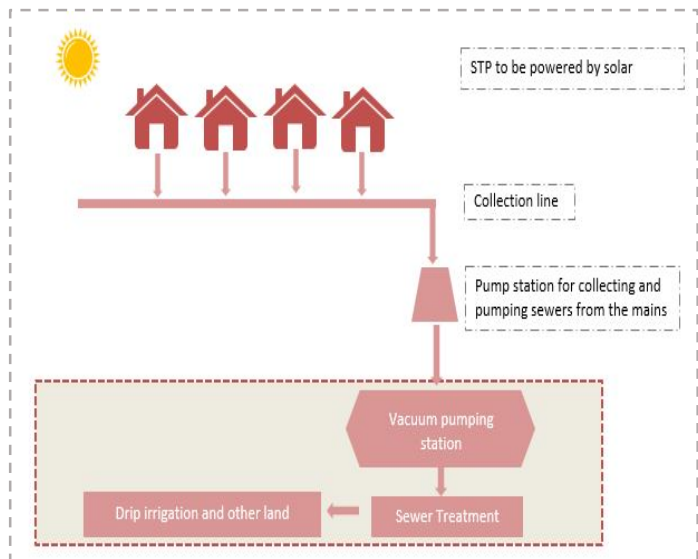 STP to be powered by solar
Collection line
Pump station for collecting and
pumping sewers from the mains
Vacuum pumping
station
Drip irrigation and other land
Sewer Treatment